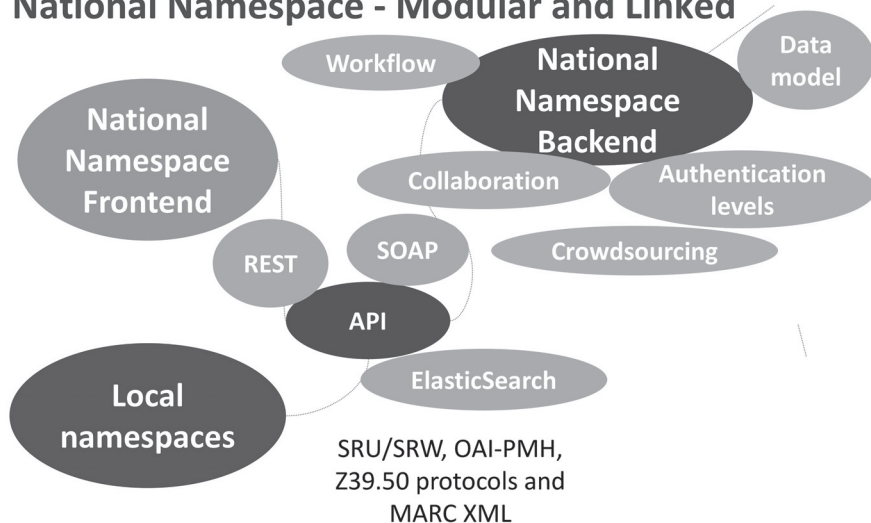 National Namespace - Modular and Linked
Workflow
National
Namespace
Backend
Data
model
National
Namespace
Frontend
Collaboration
Authentication
levels
REST
SOAP
Crowdsourcing
API
ElasticSearch
Local
namespaces
SRU/SRW, OAI-PMH,
Z39.50 protocols and
MARC XML